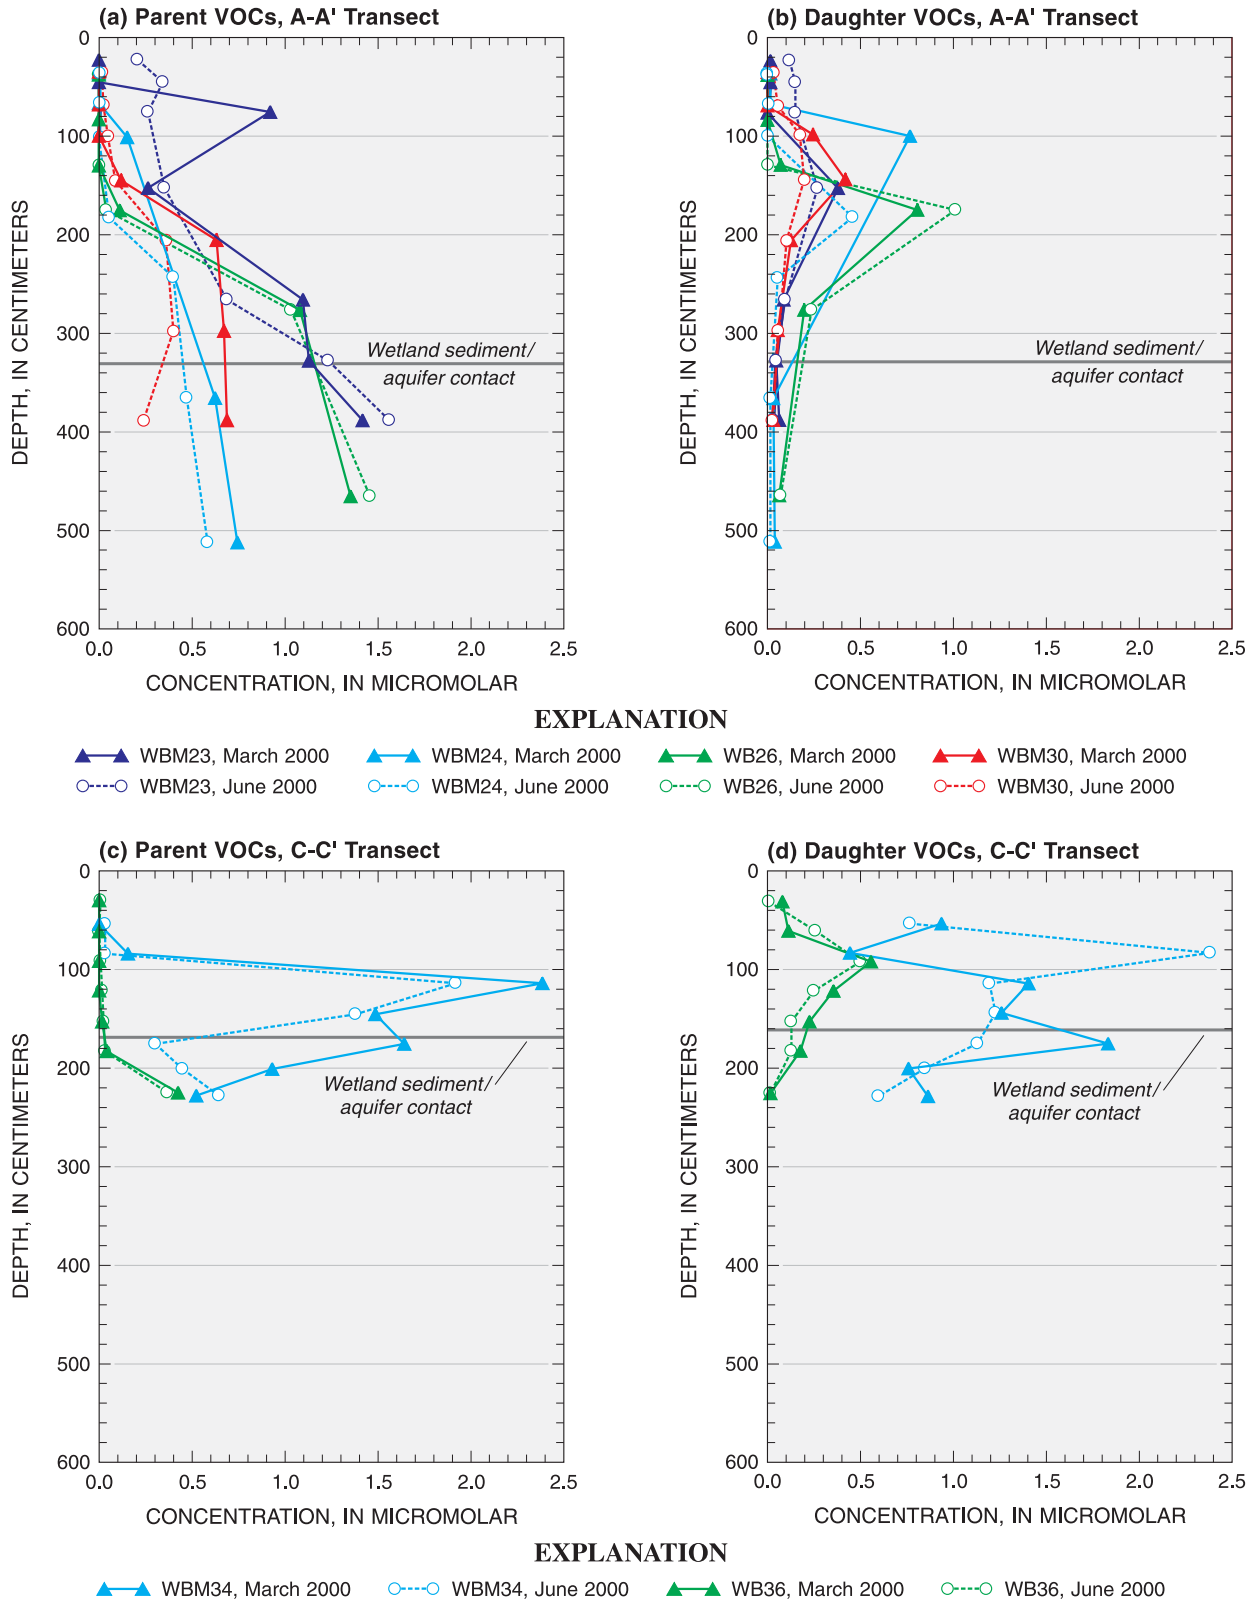 (a) Parent VOCs, A-A' Transect
0
100
200
300
400
500
600
DEPTH, IN CENTIMETERS
Wetland sediment/
aquifer contact
0.0 0.5 1.0 1.5 2.0 2.5
CONCENTRATION, IN MICROMOLAR
(b) Daughter VOCs, A-A' Transect
0
100
200
300
400
500
600
DEPTH, IN CENTIMETERS
Wetland sediment/
aquifer contact
0.0 0.5 1.0 1.5 2.0 2.5
CONCENTRATION, IN MICROMOLAR
EXPLANATION
WBM23, March 2000 WBM24, March 2000 WB26, March 2000 WBM30, March 2000
WBM23, June 2000 WBM24, June 2000 WB26, June 2000 WBM30, June 2000
(c) Parent VOCs, C-C' Transect
0
100
200
300
400
500
600
DEPTH, IN CENTIMETERS
Wetland sediment/
aquifer contact
0.0 0.5 1.0 1.5 2.0 2.5
CONCENTRATION, IN MICROMOLAR
(d) Daughter VOCs, C-C' Transect
0
100
200
300
400
500
600
DEPTH, IN CENTIMETERS
Wetland sediment/
aquifer contact
0.0 0.5 1.0 1.5 2.0 2.5
CONCENTRATION, IN MICROMOLAR
EXPLANATION
WBM34, March 2000 WBM34, June 2000 WB36, March 2000 WB36, June 2000